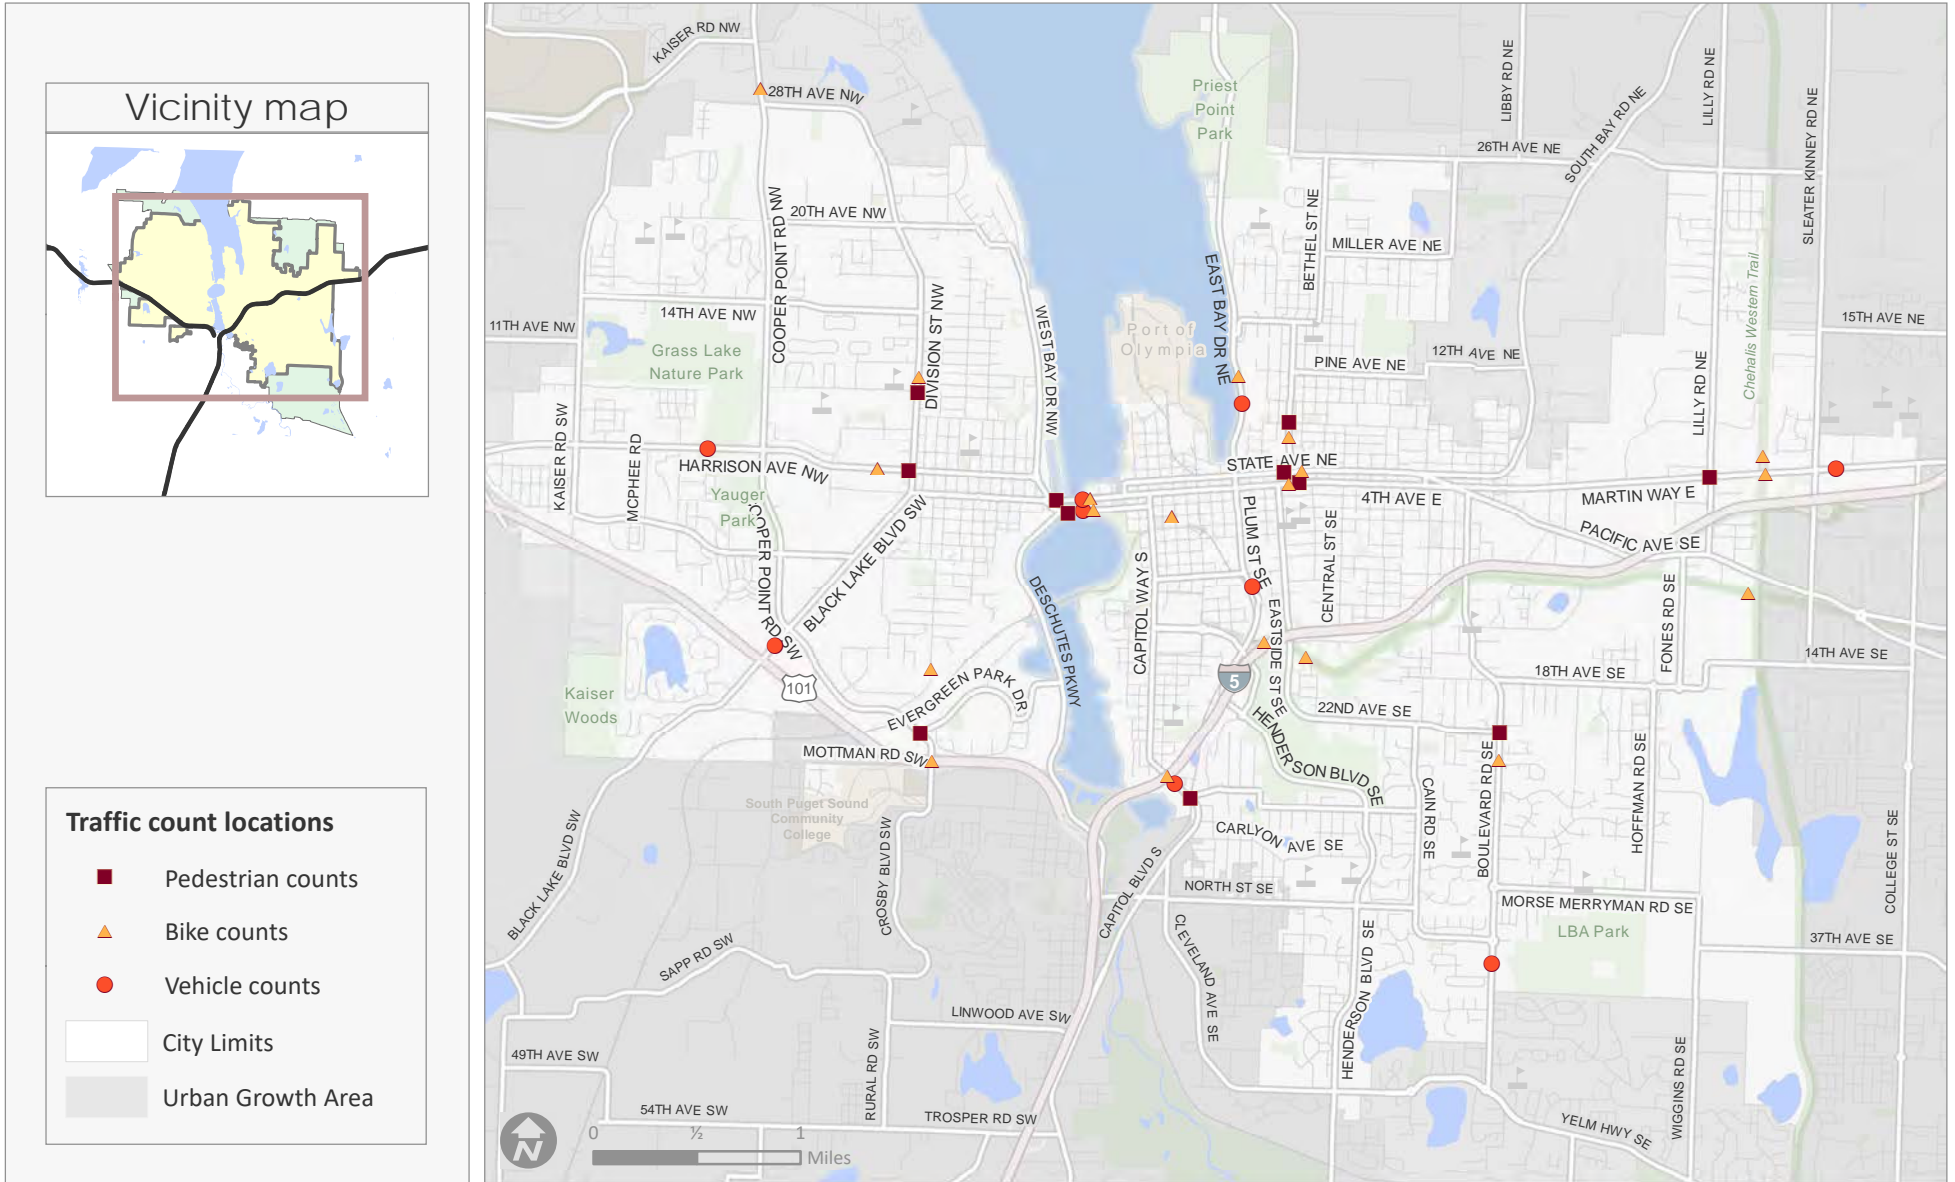 Vicinity map
Traffic count locations
Pedestrian counts
Bike counts
Vehicle counts
City Limits
Urban Growth Area
KAISER RD NW
28TH AVE NW
Priest
Point
Park
LIBBY RD NE
LILLY RD NE
SOUTH BAY RD NE
SLEATER KINNEY RD NE
26TH AVE NE
COOPER POINT RD NW
20TH AVE NW
BETHEL ST NE
MILLER AVE NE
EAST BAY DR NE
Chehalis Western Trail
11TH AVE NW
14TH AVE NW
DIVISION ST NW
WEST BAY DR NW
Port of
Olympia
15TH AVE NE
Grass Lake
Nature Park
PINE AVE NE
12TH AVE NE
LILLY RD NE
KAISER RD SW
MCPHEE RD
HARRISON AVE NW
STATE AVE NE
4TH AVE E
MARTIN WAY E
Yauger
Park
COOPER POINT RD SW
BLACK LAKE BLVD SW
PLUM ST SE
CENTRAL ST SE
PACIFIC AVE SE
DESCHUTES PKWY
CAPITOL WAY S
EASTSIDE ST SE
FONES RD SE
14TH AVE SE
18TH AVE SE
5
101
Kaiser
Woods
EVERGREEN PARK DR
22ND AVE SE
HENDERSON BLVD SE
MOTTMAN RD SW
BOULEVARD RD SE
HOFFMAN RD SE
CAIN RD SE
South Puget Sound
Community
College
CARLYON AVE SE
BLACK LAKE BLVD SW
CROSBY BLVD SW
CAPITOL BLVD S
NORTH ST SE
MORSE MERRYMAN RD SE
COLLEGE ST SE
LBA Park
37TH AVE SE
SAPP RD SW
CLEVELAND AVE SE
HENDERSON BLVD SE
LINWOOD AVE SW
49TH AVE SW
RURAL RD SW
54TH AVE SW
TROSPER RD SW
WIGGINS RD SE
YELM HWY SE
N
0 ½ 1
Miles